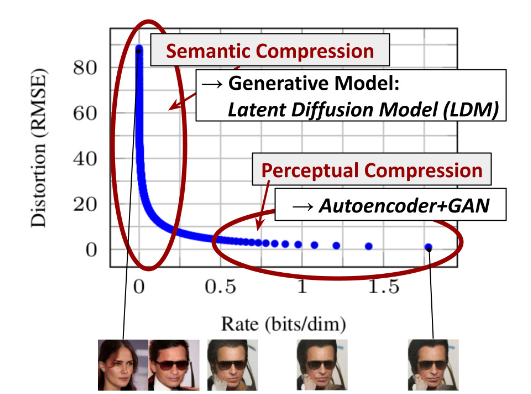 Semantic Compression
→ Generative Model:
Latent Diffusion Model (LDM)
Perceptual Compression
→ Autoencoder+GAN
Distortion (RMSE)
80
60
40
20
0
0
0.5
1
1.5
Rate (bits/dim)